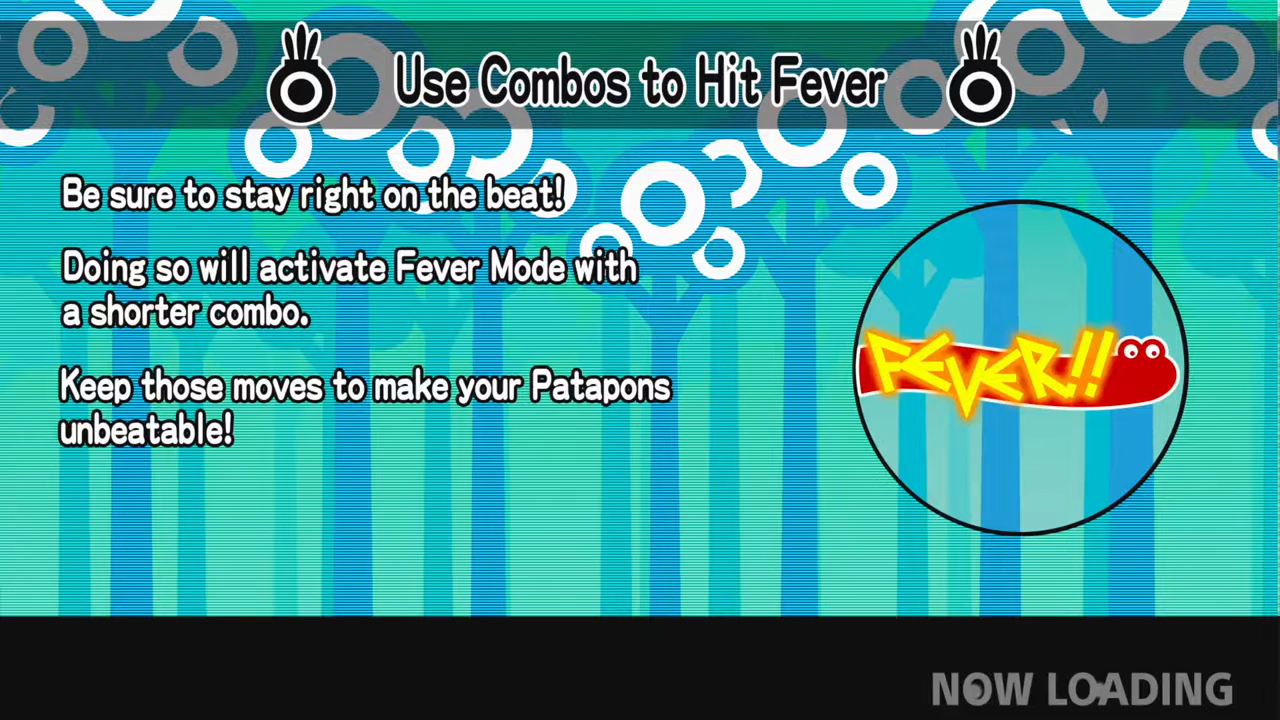 Use Combos to Hit Fever
Be sure to stay right on the beat!
Doing so will activate Fever Mode with
a shorter combo.
Keep those moves to make your Patapons
unbeatable!
FEVER!!
NOW LOADING